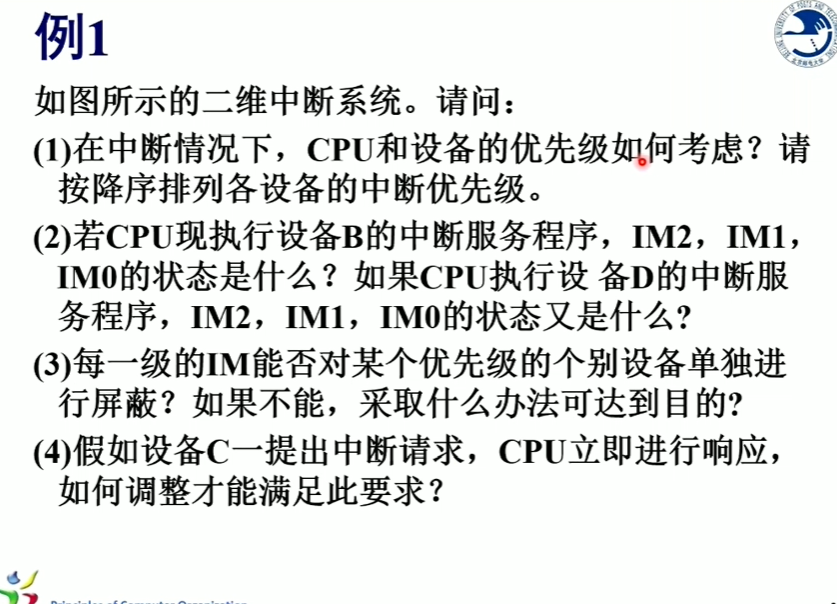 例1
如图所示的二维中断系统。请问：
(1)在中断情况下，CPU和设备的优先级如何考虑？请
按降序排列各设备的中断优先级。
(2)若CPU现执行设备B的中断服务程序，IM2，IM1，
IM0的状态是什么？如果CPU执行设 备D的中断服
务程序，IM2，IM1，IM0的状态又是什么?
(3)每一级的IM能否对某个优先级的个别设备单独进
行屏蔽？如果不能，采取什么办法可达到目的?
(4)假如设备C一提出中断请求，CPU立即进行响应，
如何调整才能满足此要求？